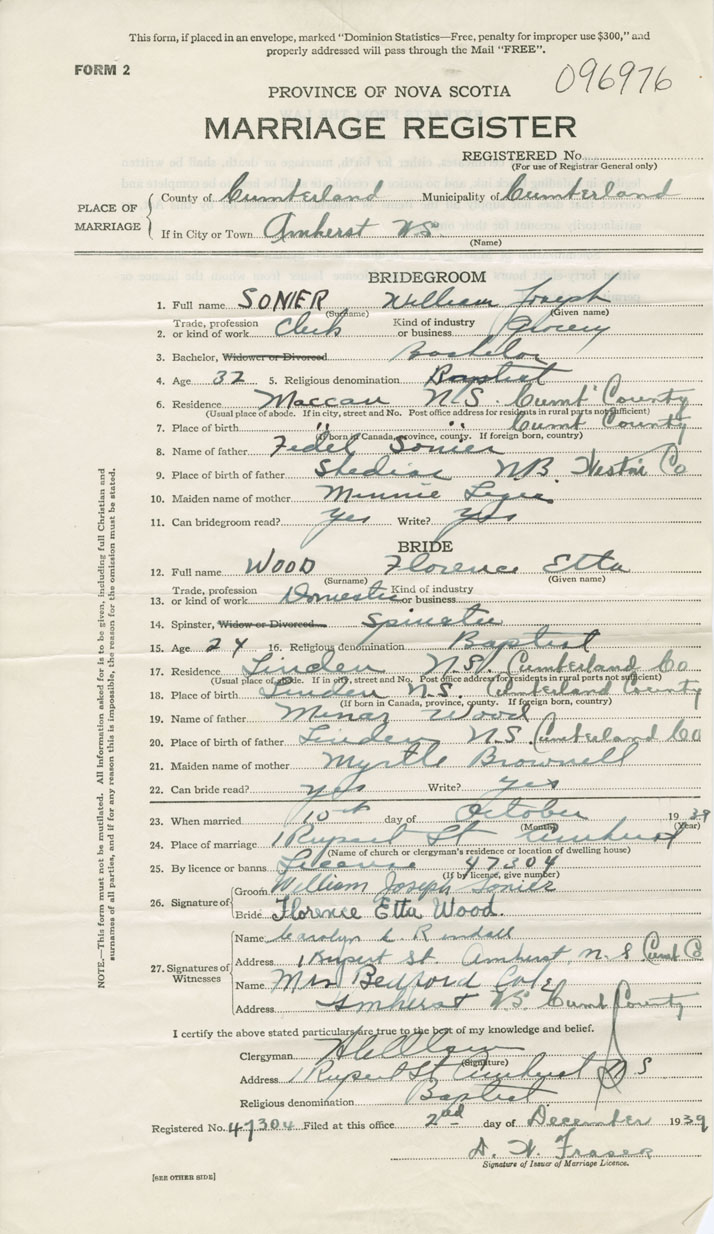 This form, if placed in an envelope, marked "Dominion Statistics—Free, penalty for improper use $300," and
properly addressed will pass through the Mail "FREE".
FORM 2
096976
PROVINCE OF NOVA SCOTIA
MARRIAGE REGISTER
REGISTERED No.
(For use of Registrar General only)
PLACE OF MARRIAGE
County of Cumberland Municipality of Cumberland
If in City or Town Amherst N.S.
(Name)
BRIDEGROOM
1. Full name SONIER William Joseph
(Surname) (Given name)
2. Trade, profession or kind of work Clerk Kind of industry or business Grocery
3. Bachelor, Widower or Divorced Bachelor
4. Age 32 5. Religious denomination Baptist
6. Residence Maccan N.S. Cumb County
(Usual place of abode. If in city, street and No. Post office address for residents in rural parts not sufficient)
7. Place of birth " " Cumb County
(If born in Canada, province, county. If foreign born, country)
8. Name of father Fidel Sonier
9. Place of birth of father Shediac N.B. Co
10. Maiden name of mother Minnie
11. Can bridegroom read? yes Write? yes
BRIDE
12. Full name WOOD Florence Etta
(Surname) (Given name)
13. Trade, profession or kind of work Domestic Kind of industry or business
14. Spinster, Widow or Divorced Spinster
15. Age 24 16. Religious denomination Baptist
17. Residence Linden N.S. Cumberland Co
(Usual place of abode. If in city, street and No. Post office address for residents in rural parts not sufficient)
18. Place of birth Linden N.S. Cumberland County
(If born in Canada, province, county. If foreign born, country)
19. Name of father Wood
20. Place of birth of father Linden N.S. Cumberland Co
21. Maiden name of mother Myrtle Brownell
22. Can bride read? yes Write? yes
23. When married 10th day of October 1939
(Month) (Year)
24. Place of marriage 1 Rupert St Amherst
(Name of church or clergyman's residence or location of dwelling house)
25. By licence or banns License 47304
(If by licence, give number)
26. Signature of
Groom William Joseph Sonier
Bride Florence Etta Wood.
27. Signatures of Witnesses
Name Carolyn L. Rendall
Address 1 Rupert St. Amherst, N.S Cumb Co
Name Mrs Bedford Cole
Address Amherst N.S. Cumb County
I certify the above stated particulars are true to the best of my knowledge and belief.
Clergyman
(Signature)
Address 1 Rupert St Amherst N S
Religious denomination Baptist
Registered No. 47304 Filed at this office 2nd day of December 1939
D. W. Fraser
Signature of Issuer of Marriage Licence.
[SEE OTHER SIDE]
NOTE.—This form must not be mutilated. All information asked for is to be given, including full Christian and
surnames of all parties, and if for any reason this is impossible, the reason for the omission must be stated.